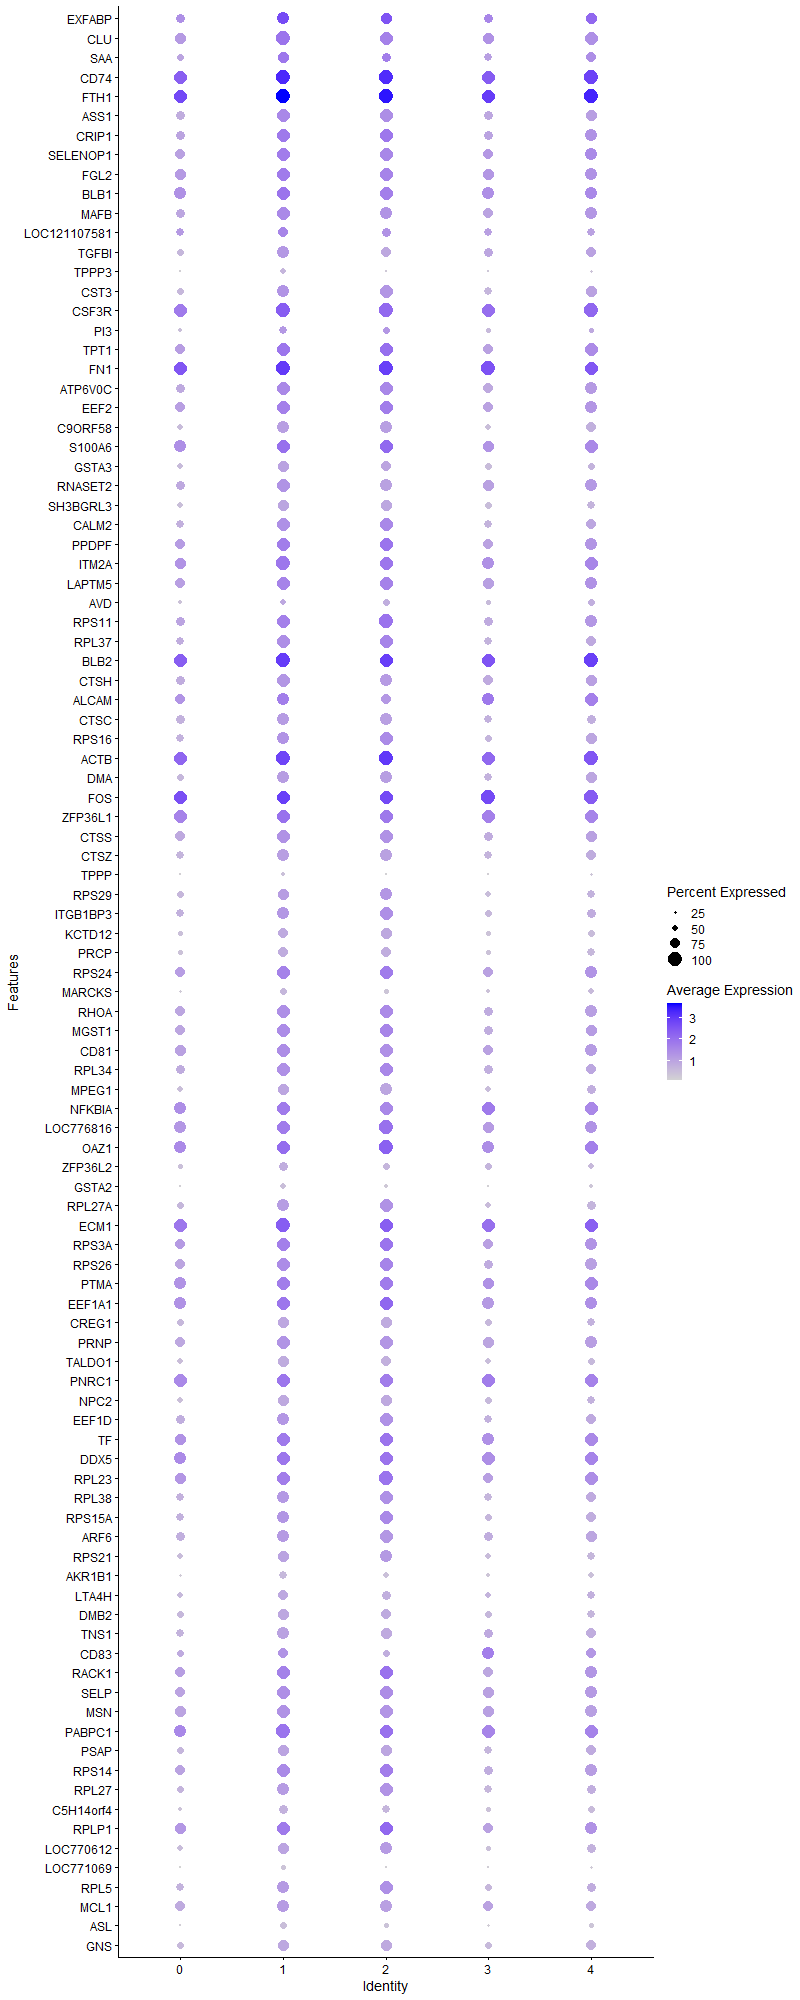 EXFABP
CLU
SAA
CD74
FTH1
ASS1
CRIP1
SELENOP1
FGL2
BLB1
MAFB
LOC121107581
TGFBI
TPPP3
CST3
CSF3R
PI3
TPT1
FN1
ATP6V0C
EEF2
C9ORF58
S100A6
GSTA3
RNASET2
SH3BGRL3
CALM2
PPDPF
ITM2A
LAPTM5
AVD
RPS11
RPL37
BLB2
CTSH
ALCAM
CTSC
RPS16
ACTB
DMA
FOS
ZFP36L1
CTSS
CTSZ
TPPP
RPS29
ITGB1BP3
KCTD12
PRCP
RPS24
MARCKS
RHOA
MGST1
CD81
RPL34
MPEG1
NFKBIA
LOC776816
OAZ1
ZFP36L2
GSTA2
RPL27A
ECM1
RPS3A
RPS26
PTMA
EEF1A1
CREG1
PRNP
TALDO1
PNRC1
NPC2
EEF1D
TF
DDX5
RPL23
RPL38
RPS15A
ARF6
RPS21
AKR1B1
LTA4H
DMB2
TNS1
CD83
RACK1
SELP
MSN
PABPC1
PSAP
RPS14
RPL27
C5H14orf4
RPLP1
LOC770612
LOC771069
RPL5
MCL1
ASL
GNS
Features
0 1 2 3 4
Identity
Percent Expressed
25
50
75
100
Average Expression
3
2
1